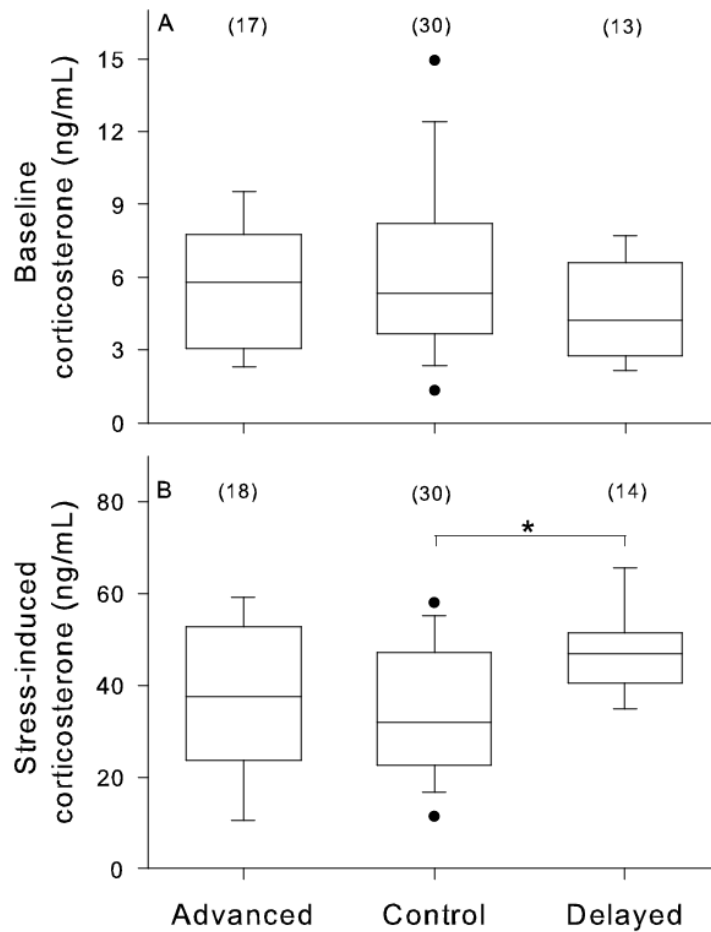 A (17) (30) (13)
15
12
9
6
3
0
Baseline
corticosterone (ng/mL)
B (18) (30) (14)
*
80
60
40
20
0
Stress-induced
corticosterone (ng/mL)
Advanced Control Delayed